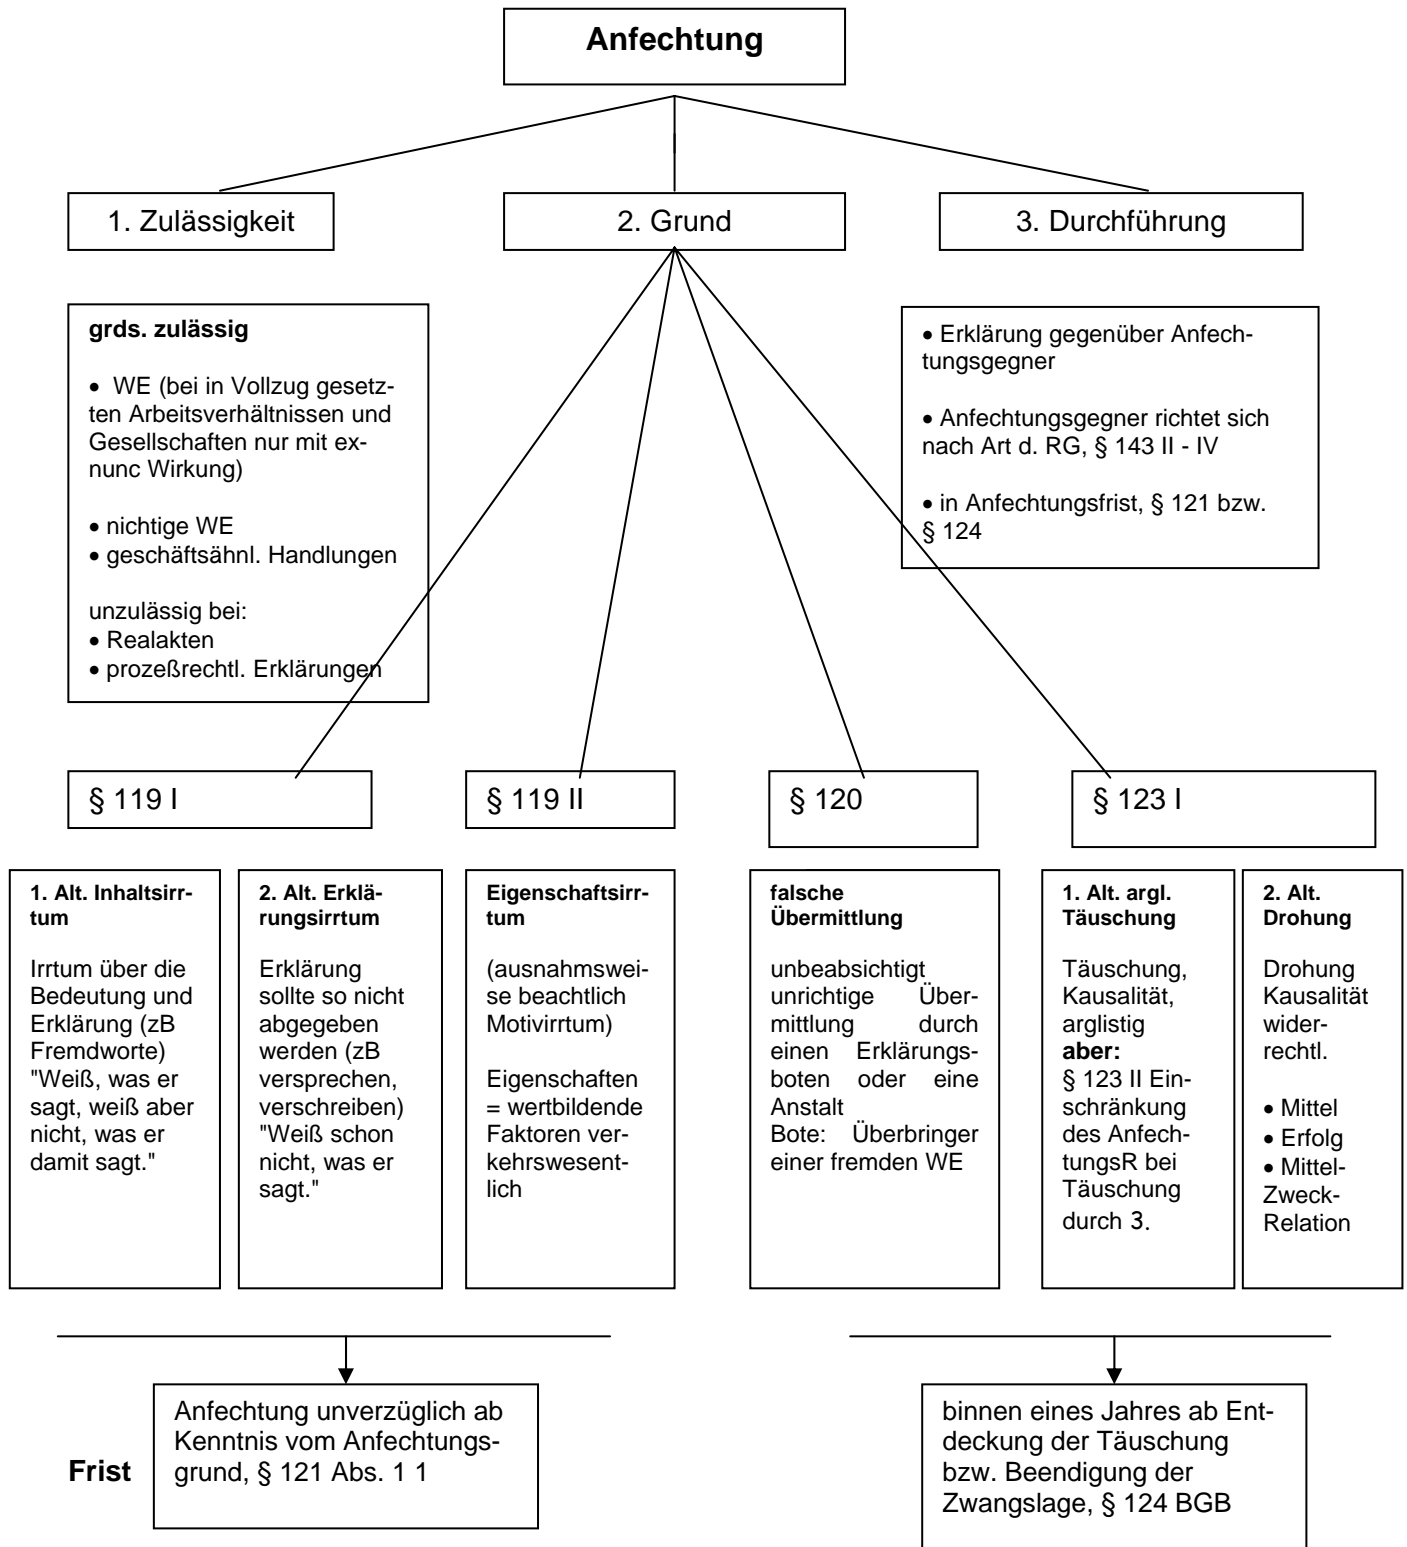 Anfechtung
1. Zulässigkeit
2. Grund
3. Durchführung
grds. zulässig
• WE (bei in Vollzug gesetz-
ten Arbeitsverhältnissen und
Gesellschaften nur mit ex-
nunc Wirkung)
• nichtige WE
• geschäftsähnl. Handlungen
unzulässig bei:
• Realakten
• prozeßrechtl. Erklärungen
• Erklärung gegenüber Anfech-
tungsgegner
• Anfechtungsgegner richtet sich
nach Art d. RG, § 143 II - IV
• in Anfechtungsfrist, § 121 bzw.
§ 124
§ 119 I
§ 119 II
§ 120
§ 123 I
1. Alt. Inhaltsirr-
tum
Irrtum über die
Bedeutung und
Erklärung (zB
Fremdworte)
"Weiß, was er
sagt, weiß aber
nicht, was er
damit sagt."
2. Alt. Erklä-
rungsirrtum
Erklärung
sollte so nicht
abgegeben
werden (zB
versprechen,
verschreiben)
"Weiß schon
nicht, was er
sagt."
Eigenschaftsirr-
tum
(ausnahmswei-
se beachtlich
Motivirrtum)
Eigenschaften
= wertbildende
Faktoren ver-
kehrswesent-
lich
falsche
Übermittlung
unbeabsichtigt
unrichtige Über-
mittlung durch
einen Erklärungs-
boten oder eine
Anstalt
Bote: Überbringer
einer fremden WE
1. Alt. argl.
Täuschung
Täuschung,
Kausalität,
arglistig
aber:
§ 123 II Ein-
schränkung
des Anfech-
tungsR bei
Täuschung
durch 3.
2. Alt.
Drohung
Drohung
Kausalität
wider-
rechtl.
• Mittel
• Erfolg
• Mittel-
Zweck-
Relation
Frist
Anfechtung unverzüglich ab
Kenntnis vom Anfechtungs-
grund, § 121 Abs. 1 1
binnen eines Jahres ab Ent-
deckung der Täuschung
bzw. Beendigung der
Zwangslage, § 124 BGB